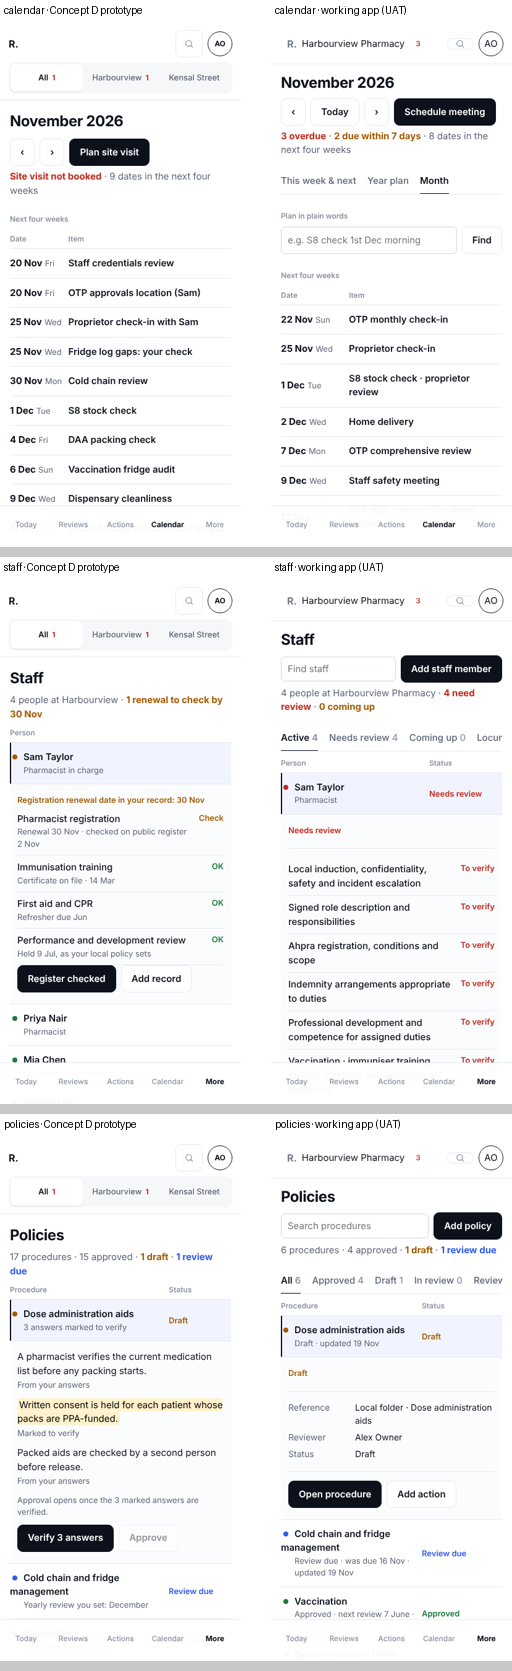 calendar · Concept D prototype
R.
AO
All 1
Harbourview 1
Kensal Street
November 2026
‹
›
Plan site visit
Site visit not booked · 9 dates in the next four
weeks
Next four weeks
Date Item
20 Nov Fri Staff credentials review
20 Nov Fri OTP approvals location (Sam)
25 Nov Wed Proprietor check-in with Sam
25 Nov Wed Fridge log gaps: your check
30 Nov Mon Cold chain review
1 Dec Tue S8 stock check
4 Dec Fri DAA packing check
6 Dec Sun Vaccination fridge audit
9 Dec Wed Dispensary cleanliness
Today Reviews Actions Calendar More
calendar · working app (UAT)
R. Harbourview Pharmacy 3
AO
November 2026
‹
Today
›
Schedule meeting
3 overdue · 2 due within 7 days · 8 dates in the
next four weeks
This week & next Year plan Month
Plan in plain words
e.g. S8 check 1st Dec morning
Find
Next four weeks
Date Item
22 Nov Sun OTP monthly check-in
25 Nov Wed Proprietor check-in
1 Dec Tue S8 stock check · proprietor
review
2 Dec Wed Home delivery
7 Dec Mon OTP comprehensive review
9 Dec Wed Staff safety meeting
Today Reviews Actions Calendar More
staff · Concept D prototype
R.
AO
All 1
Harbourview 1
Kensal Street
Staff
4 people at Harbourview · 1 renewal to check by
30 Nov
Person
Sam Taylor
Pharmacist in charge
Registration renewal date in your record: 30 Nov
Pharmacist registration Check
Renewal 30 Nov · checked on public register
2 Nov
Immunisation training OK
Certificate on file · 14 Mar
First aid and CPR OK
Refresher due Jun
Performance and development review OK
Held 9 Jul, as your local policy sets
Register checked
Add record
Priya Nair
Pharmacist
Mia Chen
Today Reviews Actions Calendar More
staff · working app (UAT)
R. Harbourview Pharmacy 3
AO
Staff
Find staff
Add staff member
4 people at Harbourview Pharmacy · 4 need
review · 0 coming up
Active 4 Needs review 4 Coming up 0 Locur
Person Status
Sam Taylor Needs review
Pharmacist
Needs review
Local induction, confidentiality, To verify
safety and incident escalation
Signed role description and To verify
responsibilities
Ahpra registration, conditions and To verify
scope
Indemnity arrangements appropriate To verify
to duties
Professional development and To verify
competence for assigned duties
Vaccination · immuniser training To verify
Today Reviews Actions Calendar More
policies · Concept D prototype
R.
AO
All 1
Harbourview 1
Kensal Street
Policies
17 procedures · 15 approved · 1 draft · 1 review
due
Procedure Status
Dose administration aids Draft
3 answers marked to verify
A pharmacist verifies the current medication
list before any packing starts.
From your answers
Written consent is held for each patient whose
packs are PPA-funded.
Marked to verify
Packed aids are checked by a second person
before release.
From your answers
Approval opens once the 3 marked answers are
verified.
Verify 3 answers
Approve
Cold chain and fridge
management Review due
Yearly review you set: December
Today Reviews Actions Calendar More
policies · working app (UAT)
R. Harbourview Pharmacy 3
AO
Policies
Search procedures
Add policy
6 procedures · 4 approved · 1 draft · 1 review due
All 6 Approved 4 Draft 1 In review 0 Review
Procedure Status
Dose administration aids Draft
Draft · updated 19 Nov
Draft
Reference Local folder · Dose administration
aids
Reviewer Alex Owner
Status Draft
Open procedure
Add action
Cold chain and fridge
management Review due
Review due · was due 16 Nov ·
updated 19 Nov
Vaccination
Approved · next review 7 June · Approved
Today Reviews Actions Calendar More